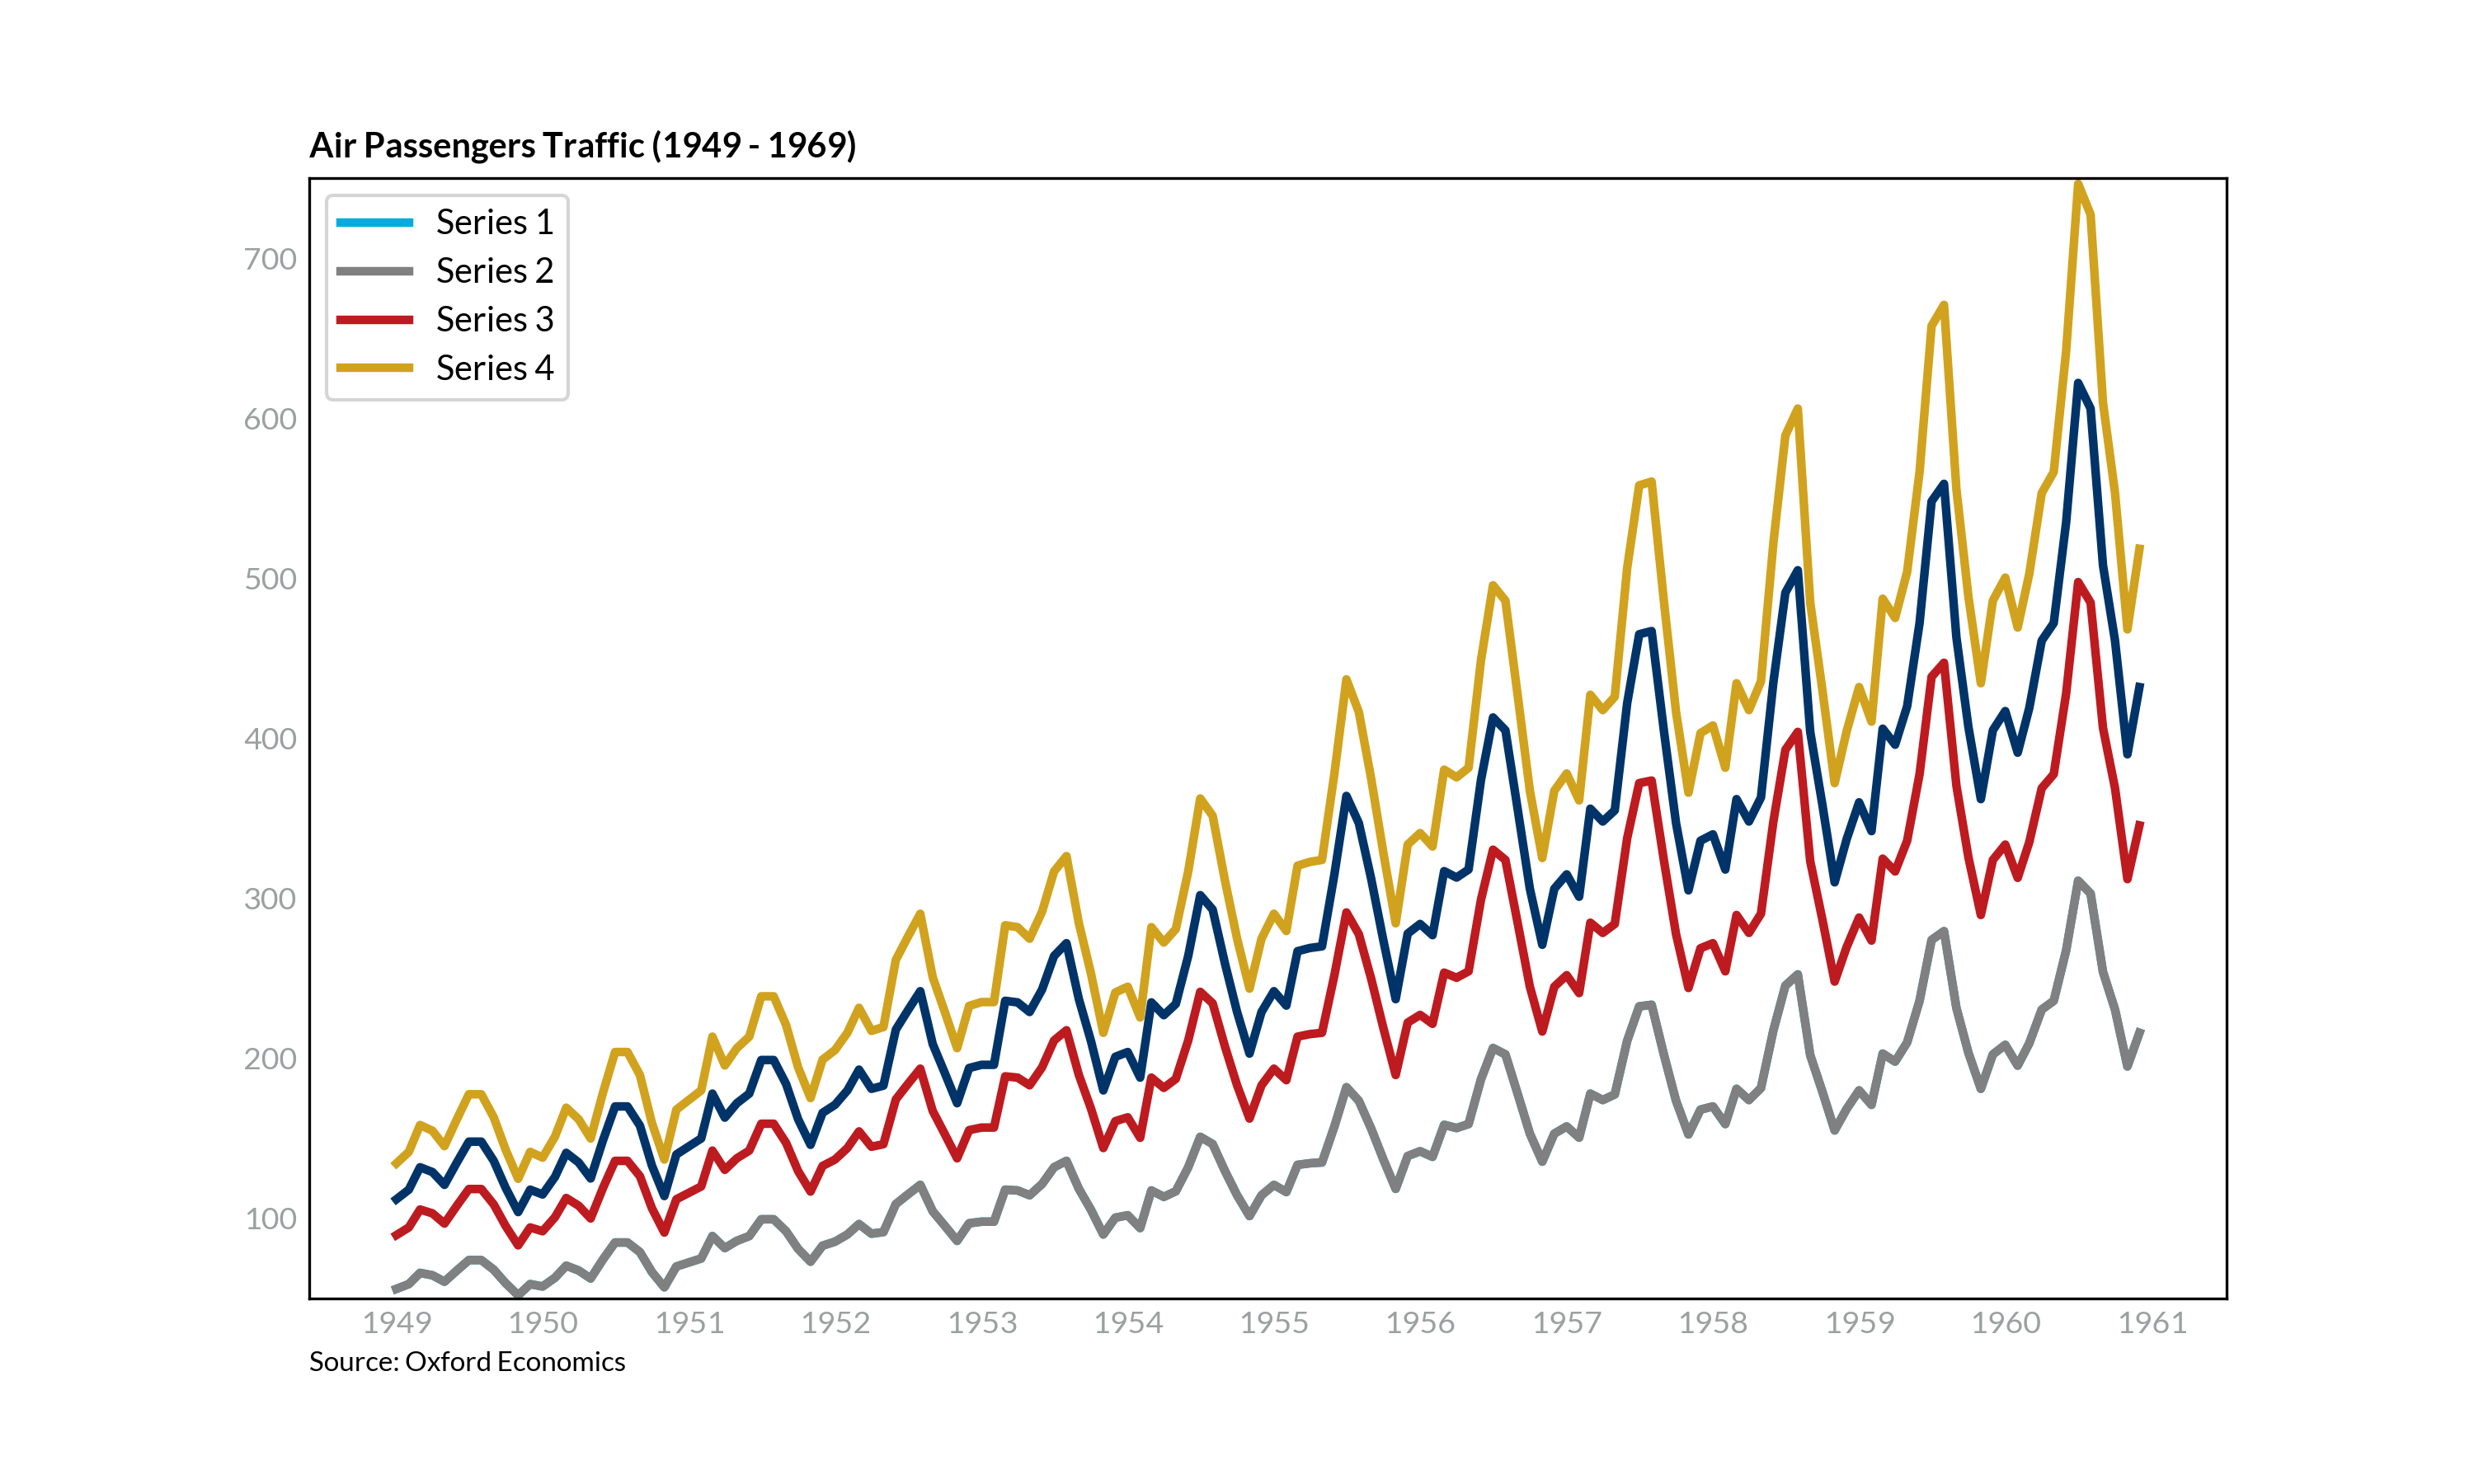 Air Passengers Traffic (1949 - 1969)
Series 1
Series 2
Series 3
Series 4
700
600
500
400
300
200
100
1949 1950 1951 1952 1953 1954 1955 1956 1957 1958 1959 1960 1961
Source: Oxford Economics